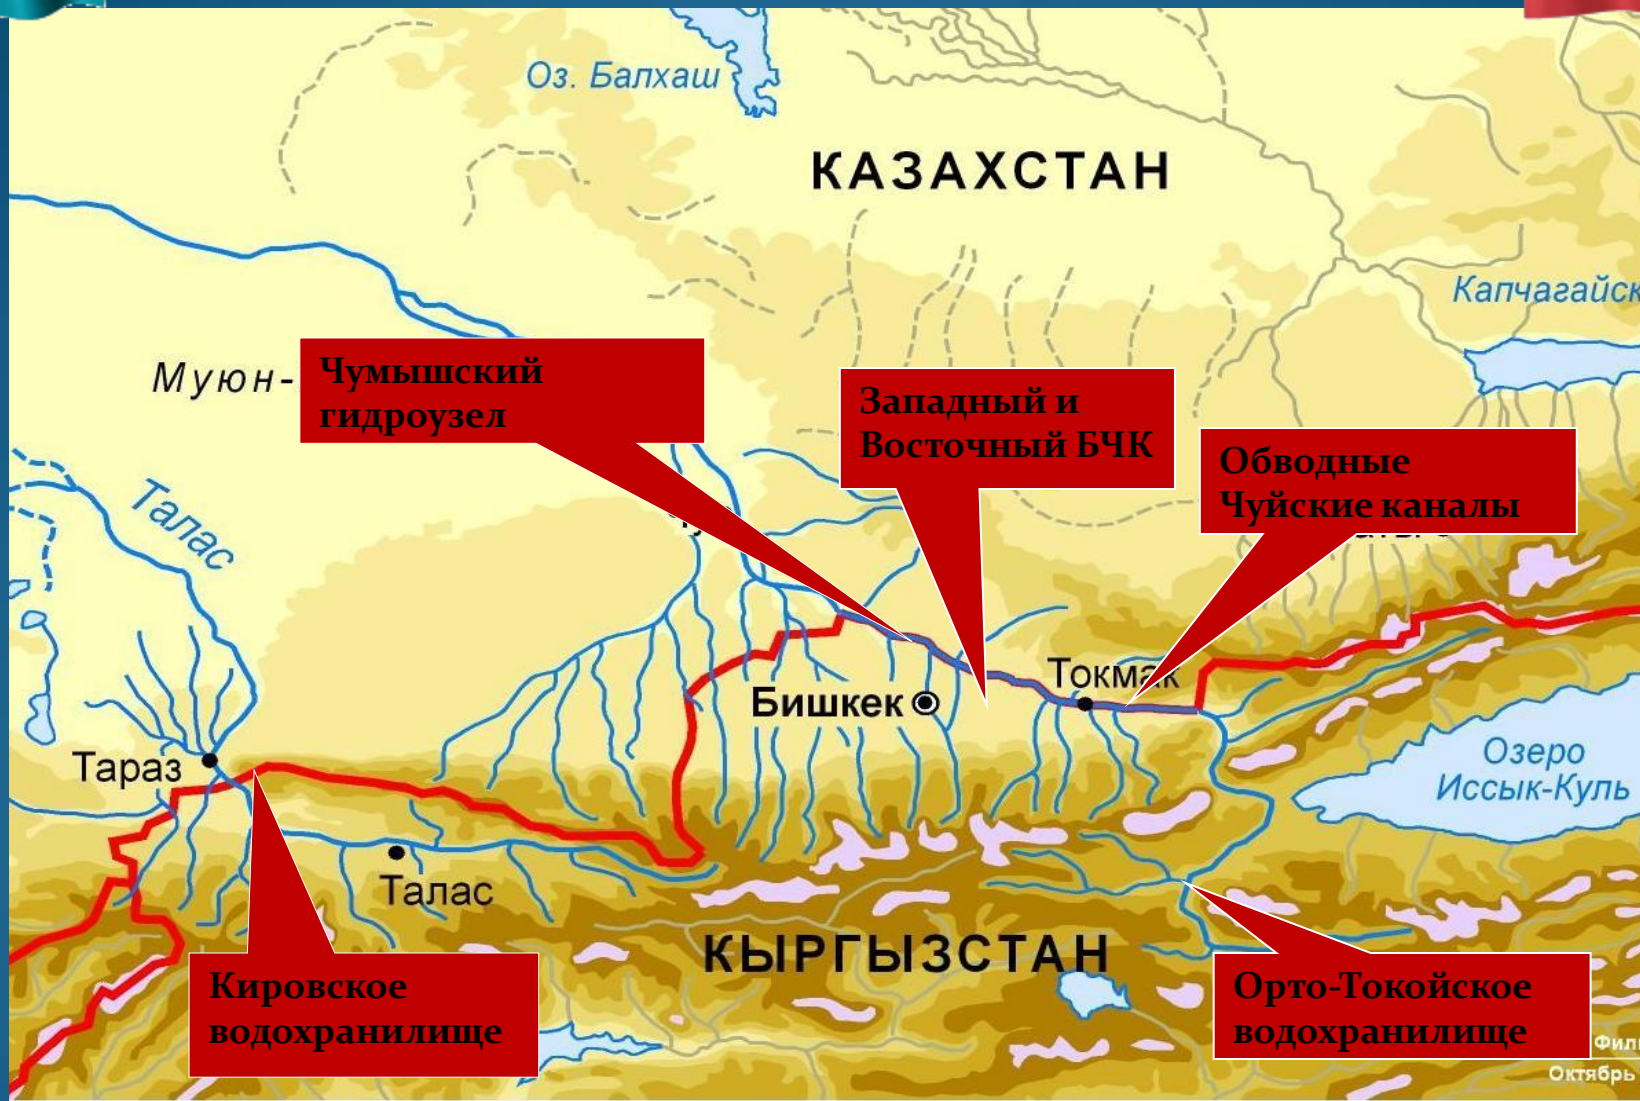 Оз. Балхаш
КАЗАХСТАН
Капчагайск
Муюн-
Чумышский
гидроузел
Западный и
Восточный БЧК
Обводные
Чуйские каналы
Талас
Токмак
Бишкек
Тараз
Озеро
Иссык-Куль
Талас
КЫРГЫЗСТАН
Кировское
водохранилище
Орто-Токойское
водохранилище
Октябрь